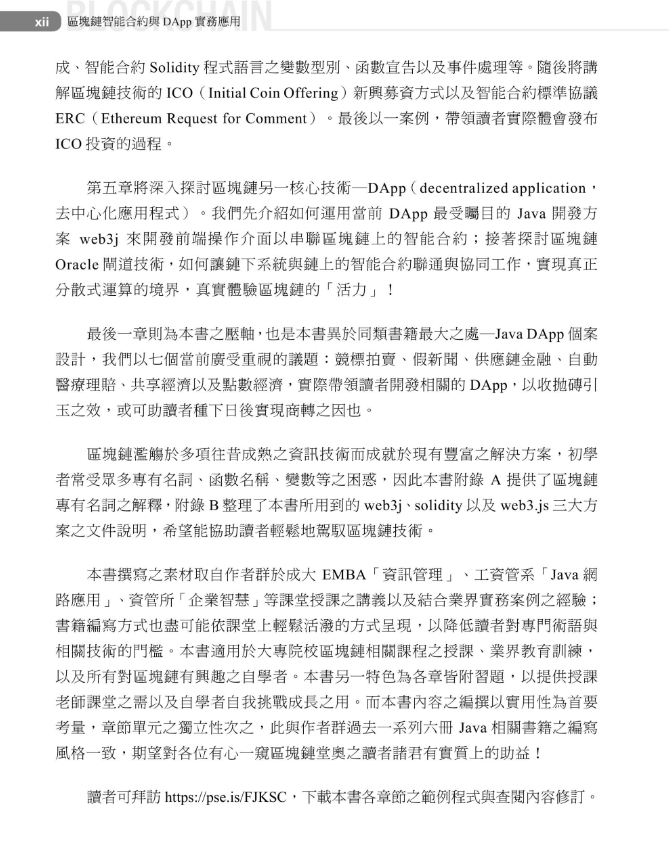 BLOCKCHAIN
xii 區塊鏈智能合約與 DApp 實務應用
成、智能合約 Solidity 程式語言之變數型別、函數宣告以及事件處理等。隨後將講
解區塊鏈技術的 ICO（Initial Coin Offering）新興募資方式以及智能合約標準協議
ERC（Ethereum Request for Comment）。最後以一案例，帶領讀者實際體會發布
ICO 投資的過程。
第五章將深入探討區塊鏈另一核心技術─DApp（decentralized application，
去中心化應用程式）。我們先介紹如何運用當前 DApp 最受矚目的 Java 開發方
案 web3j 來開發前端操作介面以串聯區塊鏈上的智能合約；接著探討區塊鏈
Oracle 閘道技術，如何讓鏈下系統與鏈上的智能合約聯通與協同工作，實現真正
分散式運算的境界，真實體驗區塊鏈的「活力」！
最後一章則為本書之壓軸，也是本書異於同類書籍最大之處─Java DApp 個案
設計，我們以七個當前廣受重視的議題：競標拍賣、假新聞、供應鏈金融、自動
醫療理賠、共享經濟以及點數經濟，實際帶領讀者開發相關的 DApp，以收拋磚引
玉之效，或可助讀者種下日後實現商轉之因也。
區塊鏈濫觴於多項往昔成熟之資訊技術而成就於現有豐富之解決方案，初學
者常受眾多專有名詞、函數名稱、變數等之困惑，因此本書附錄 A 提供了區塊鏈
專有名詞之解釋，附錄 B 整理了本書所用到的 web3j、solidity 以及 web3.js 三大方
案之文件說明，希望能協助讀者輕鬆地駕馭區塊鏈技術。
本書撰寫之素材取自作者群於成大 EMBA「資訊管理」、工資管系「Java 網
路應用」、資管所「企業智慧」等課堂授課之講義以及結合業界實務案例之經驗；
書籍編寫方式也盡可能依課堂上輕鬆活潑的方式呈現，以降低讀者對專門術語與
相關技術的門檻。本書適用於大專院校區塊鏈相關課程之授課、業界教育訓練，
以及所有對區塊鏈有興趣之自學者。本書另一特色為各章皆附習題，以提供授課
老師課堂之需以及自學者自我挑戰成長之用。而本書內容之編撰以實用性為首要
考量，章節單元之獨立性次之，此與作者群過去一系列六冊 Java 相關書籍之編寫
風格一致，期望對各位有心一窺區塊鏈堂奧之讀者諸君有實質上的助益！
讀者可拜訪 https://pse.is/FJKSC，下載本書各章節之範例程式與查閱內容修訂。